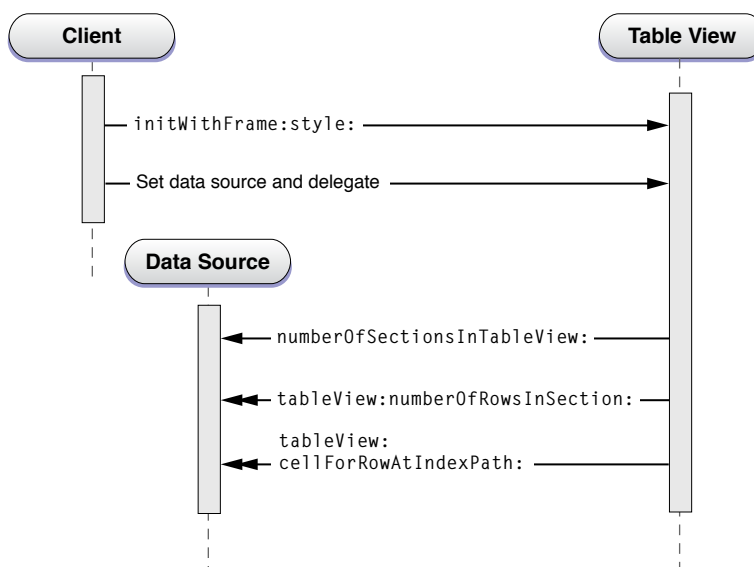 Client
Table View
initWithFrame:style:
Set data source and delegate
Data Source
numberOfSectionsInTableView:
tableView:numberOfRowsInSection:
tableView:
cellForRowAtIndexPath: